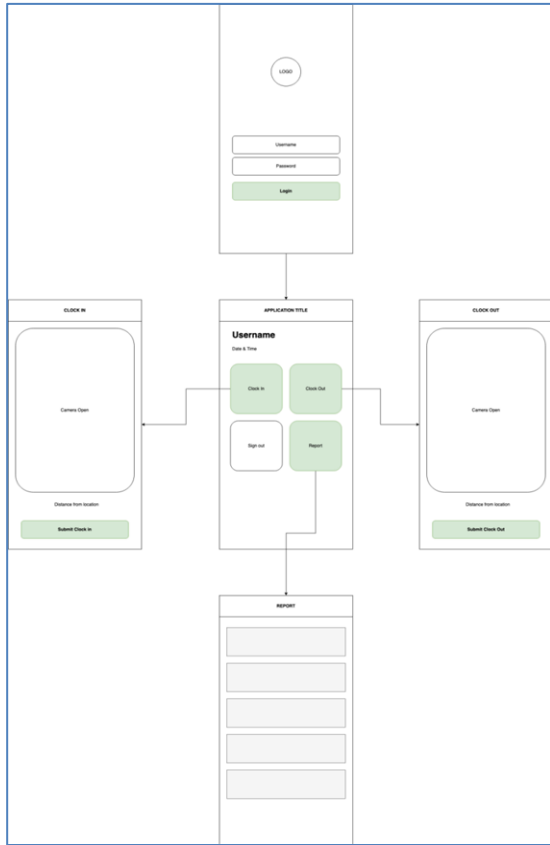 LOGO
Username
Password
Login
CLOCK IN
Camera Open
Distance from location
Submit Clock In
APPLICATION TITLE
Username
Date & Time
Clock In
Clock Out
Sign out
Report
CLOCK OUT
Camera Open
Distance from location
Submit Clock Out
REPORT